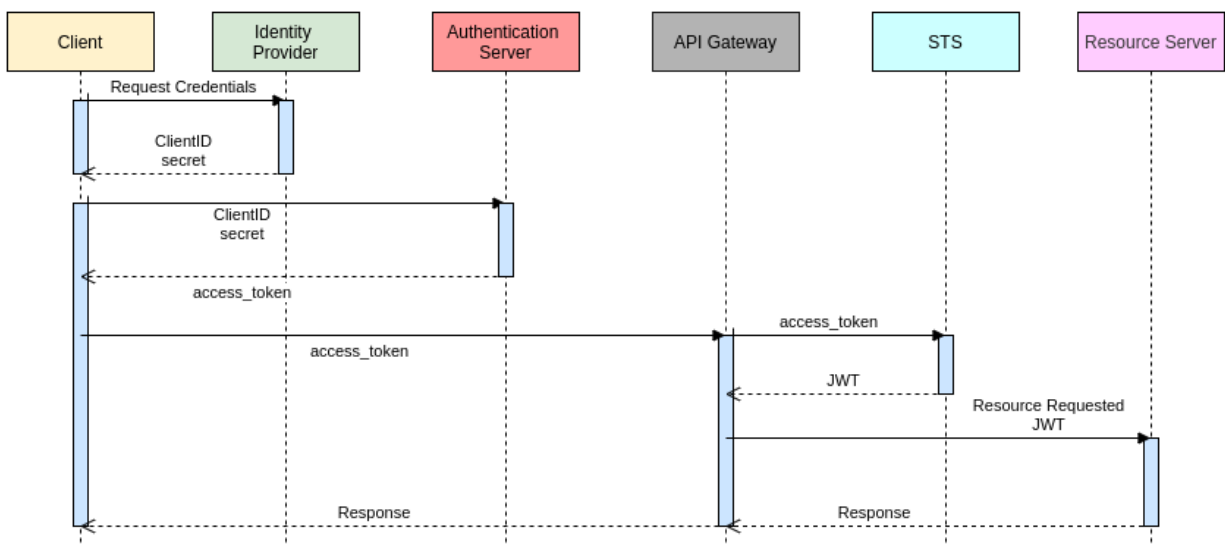 Client
Identity
Provider
Authentication
Server
API Gateway
STS
Resource Server
Request Credentials
ClientID
secret
ClientID
secret
access_token
access_token
access_token
JWT
Resource Requested
JWT
Response
Response